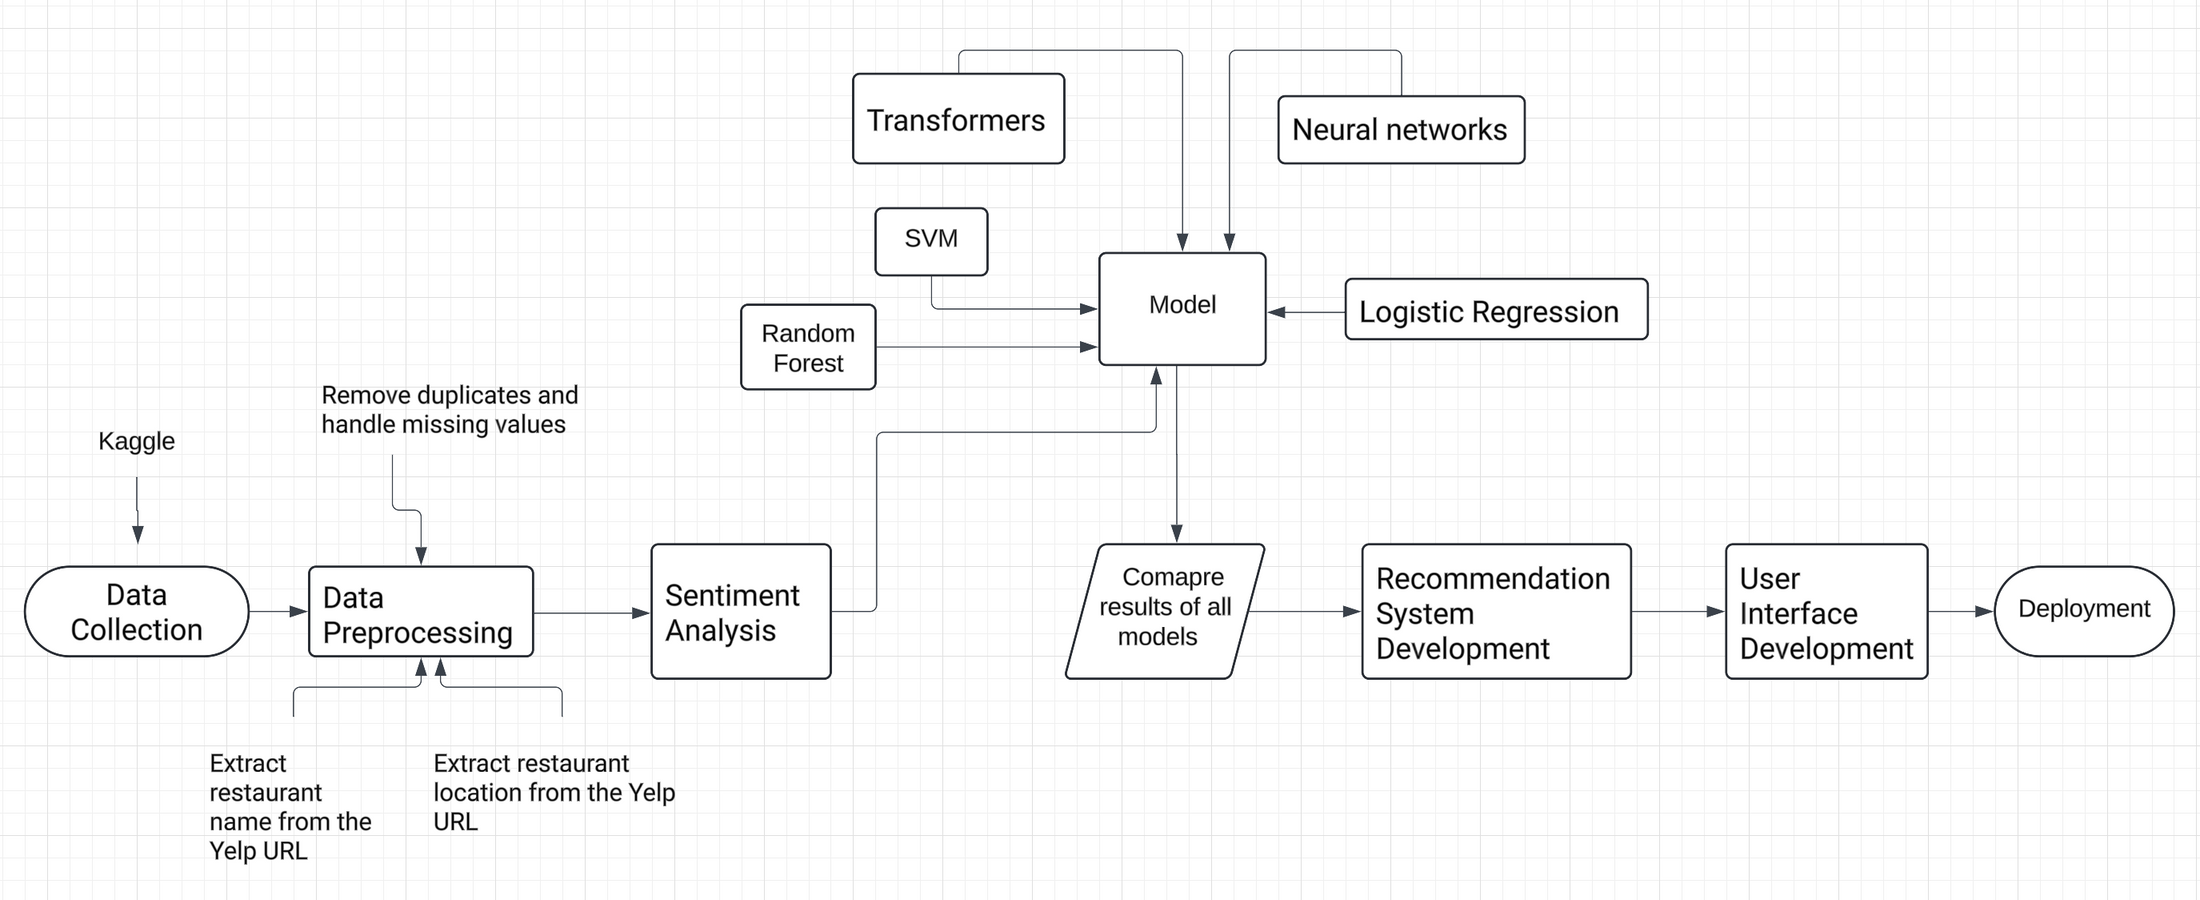 Transformers
Neural networks
SVM
Model
Logistic Regression
Random
Forest
Remove duplicates and
handle missing values
Kaggle
Data
Collection
Data
Preprocessing
Sentiment
Analysis
Comapre
results of all
models
Recommendation
System
Development
User
Interface
Development
Deployment
Extract
restaurant
name from the
Yelp URL
Extract restaurant
location from the Yelp
URL